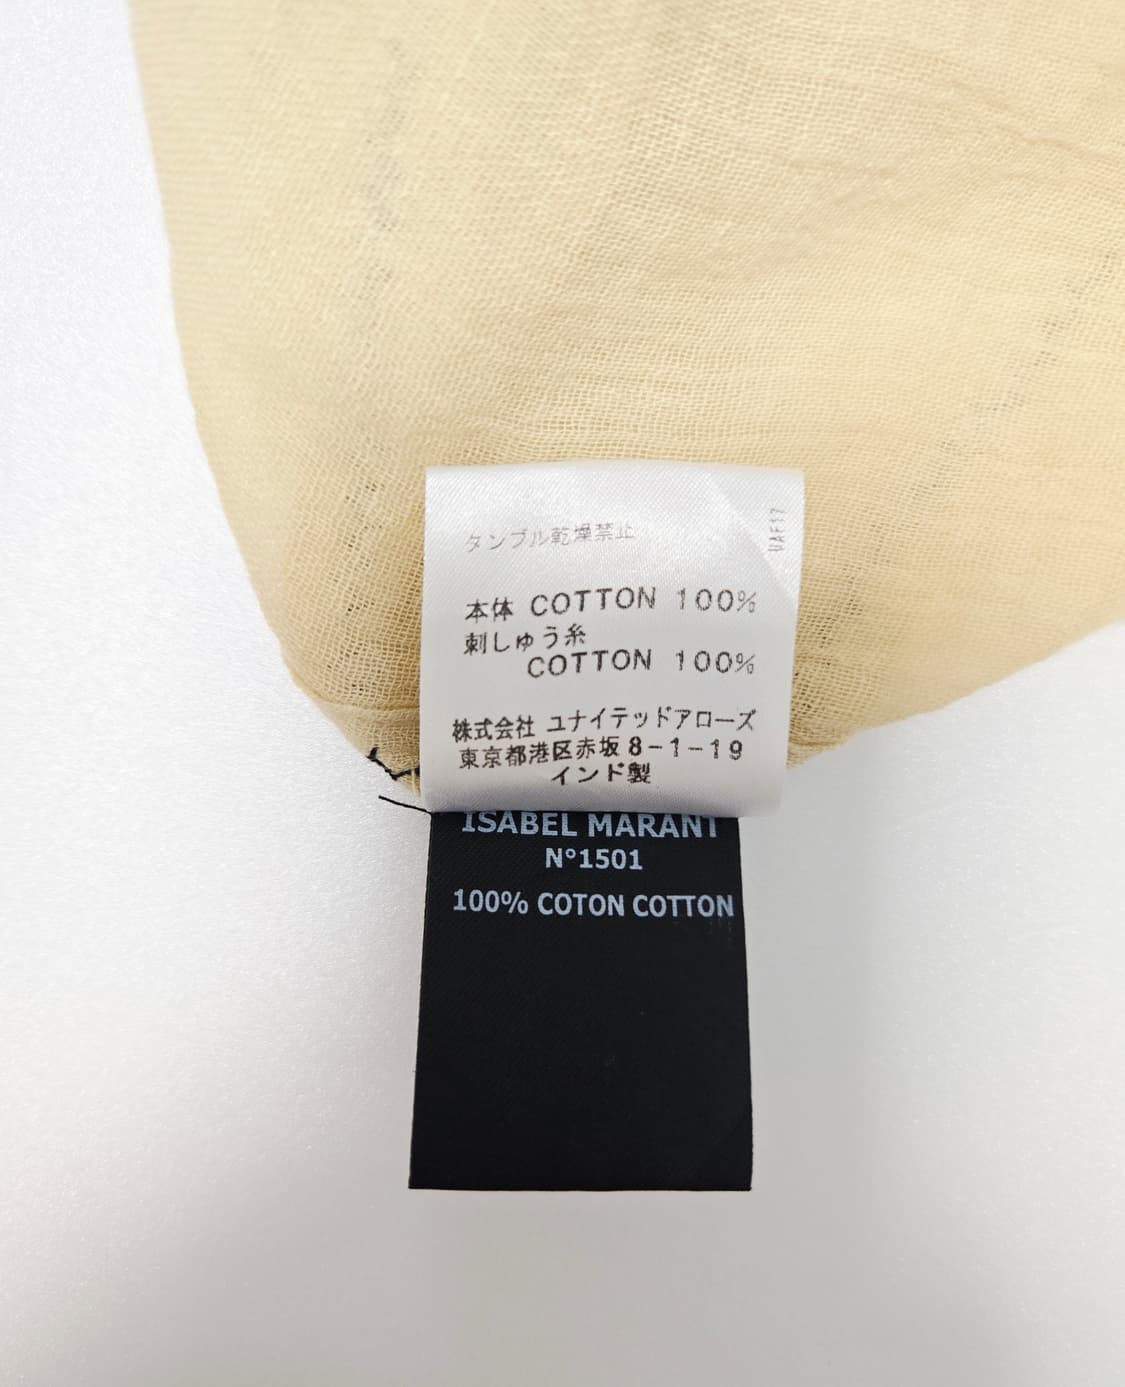 タンブル乾燥禁止
UAF17
本体 COTTON 100%
刺しゅう糸
COTTON 100%
株式会社 ユナイテッドアローズ
東京都港区赤坂 8-1-19
インド製
ISABEL MARANT
N°1501
100% COTON COTTON